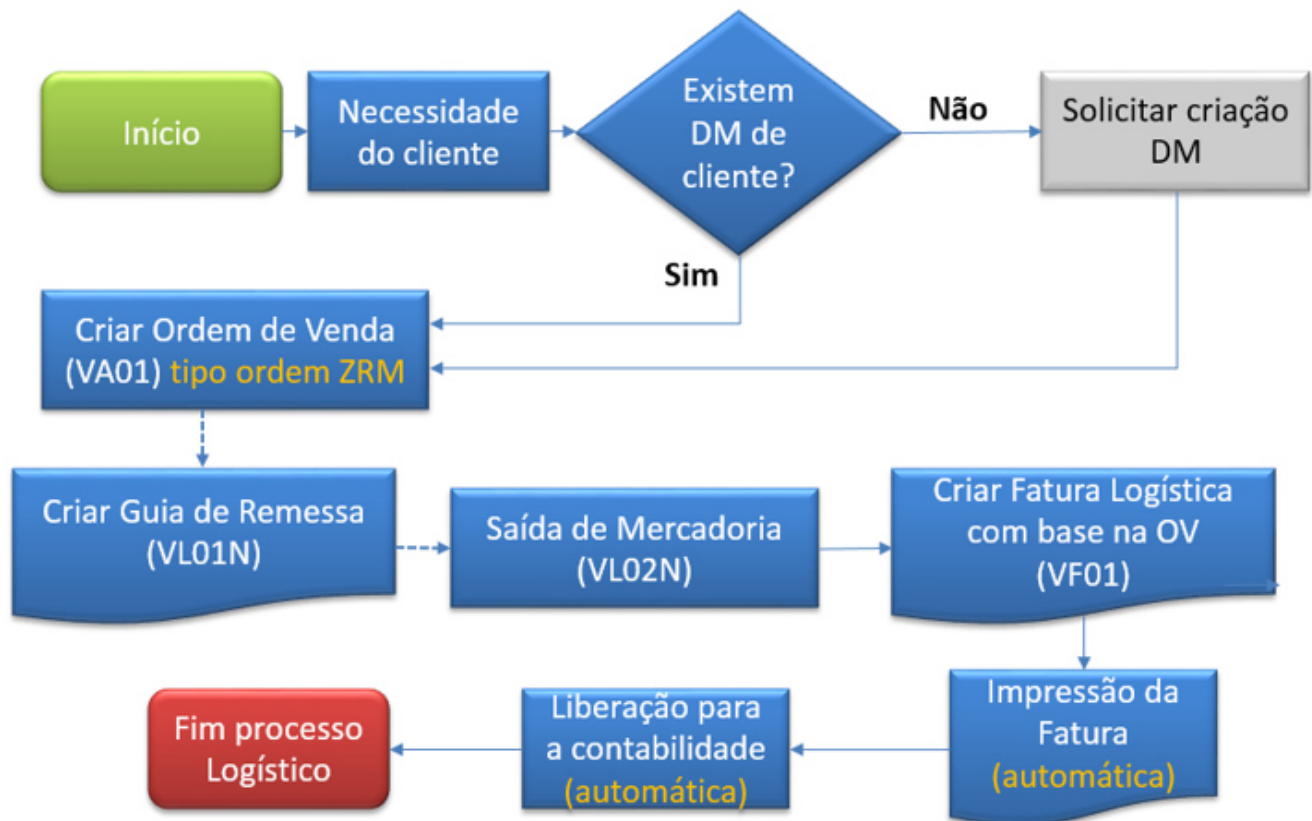 Início
Necessidade
do cliente
Existem
DM de
cliente?
Não
Solicitar criação
DM
Sim
Criar Ordem de Venda
(VA01) tipo ordem ZRM
Criar Guia de Remessa
(VL01N)
Saída de Mercadoria
(VL02N)
Criar Fatura Logística
com base na OV
(VF01)
Fim processo
Logístico
Liberação para
a contabilidade
(automática)
Impressão da
Fatura
(automática)